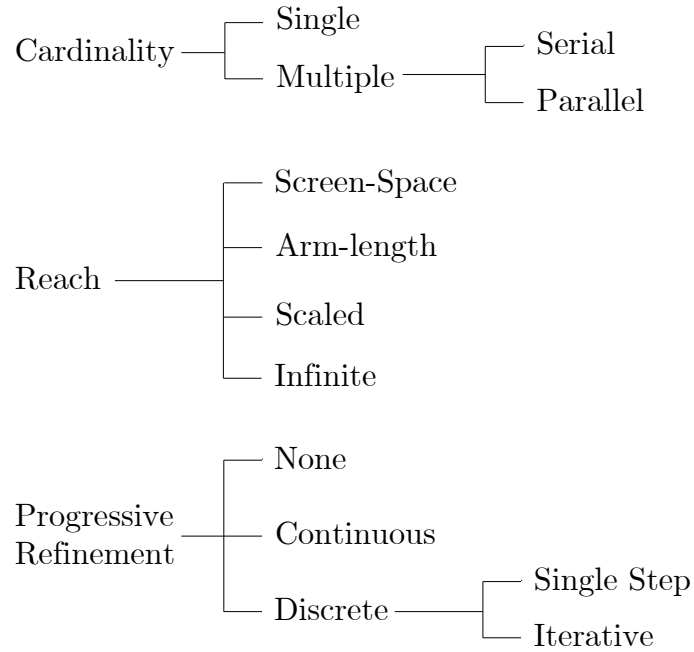 Cardinality
Single
Multiple
Serial
Parallel
Reach
Screen-Space
Arm-length
Scaled
Infinite
Progressive
Refinement
None
Continuous
Discrete
Single Step
Iterative